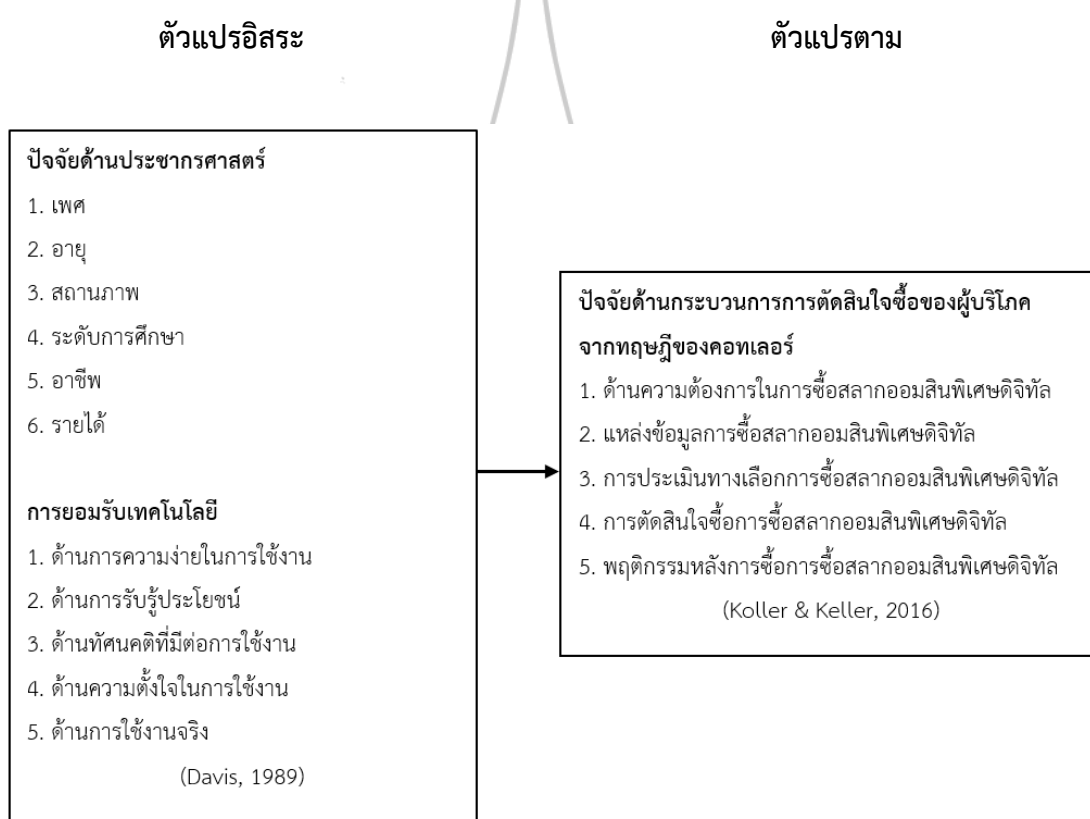 ตัวแปรอิสระ
ตัวแปรตาม
ปัจจัยด้านประชากรศาสตร์
1. เพศ
2. อายุ
3. สถานภาพ
4. ระดับการศึกษา
5. อาชีพ
6. รายได้
การยอมรับเทคโนโลยี
1. ด้านการความง่ายในการใช้งาน
2. ด้านการรับรู้ประโยชน์
3. ด้านทัศนคติที่มีต่อการใช้งาน
4. ด้านความตั้งใจในการใช้งาน
5. ด้านการใช้งานจริง
(Davis, 1989)
ปัจจัยด้านกระบวนการการตัดสินใจซื้อของผู้บริโภค
จากทฤษฎีของคอทเลอร์
1. ด้านความต้องการในการซื้อสลากออมสินพิเศษดิจิทัล
2. แหล่งข้อมูลการซื้อสลากออมสินพิเศษดิจิทัล
3. การประเมินทางเลือกการซื้อสลากออมสินพิเศษดิจิทัล
4. การตัดสินใจซื้อการซื้อสลากออมสินพิเศษดิจิทัล
5. พฤติกรรมหลังการซื้อการซื้อสลากออมสินพิเศษดิจิทัล
(Koller & Keller, 2016)